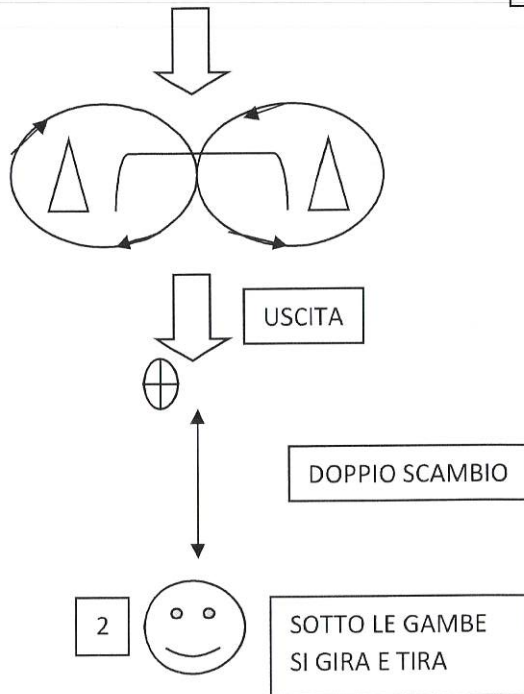 USCITA
DOPPIO SCAMBIO
2
SOTTO LE GAMBE
SI GIRA E TIRA